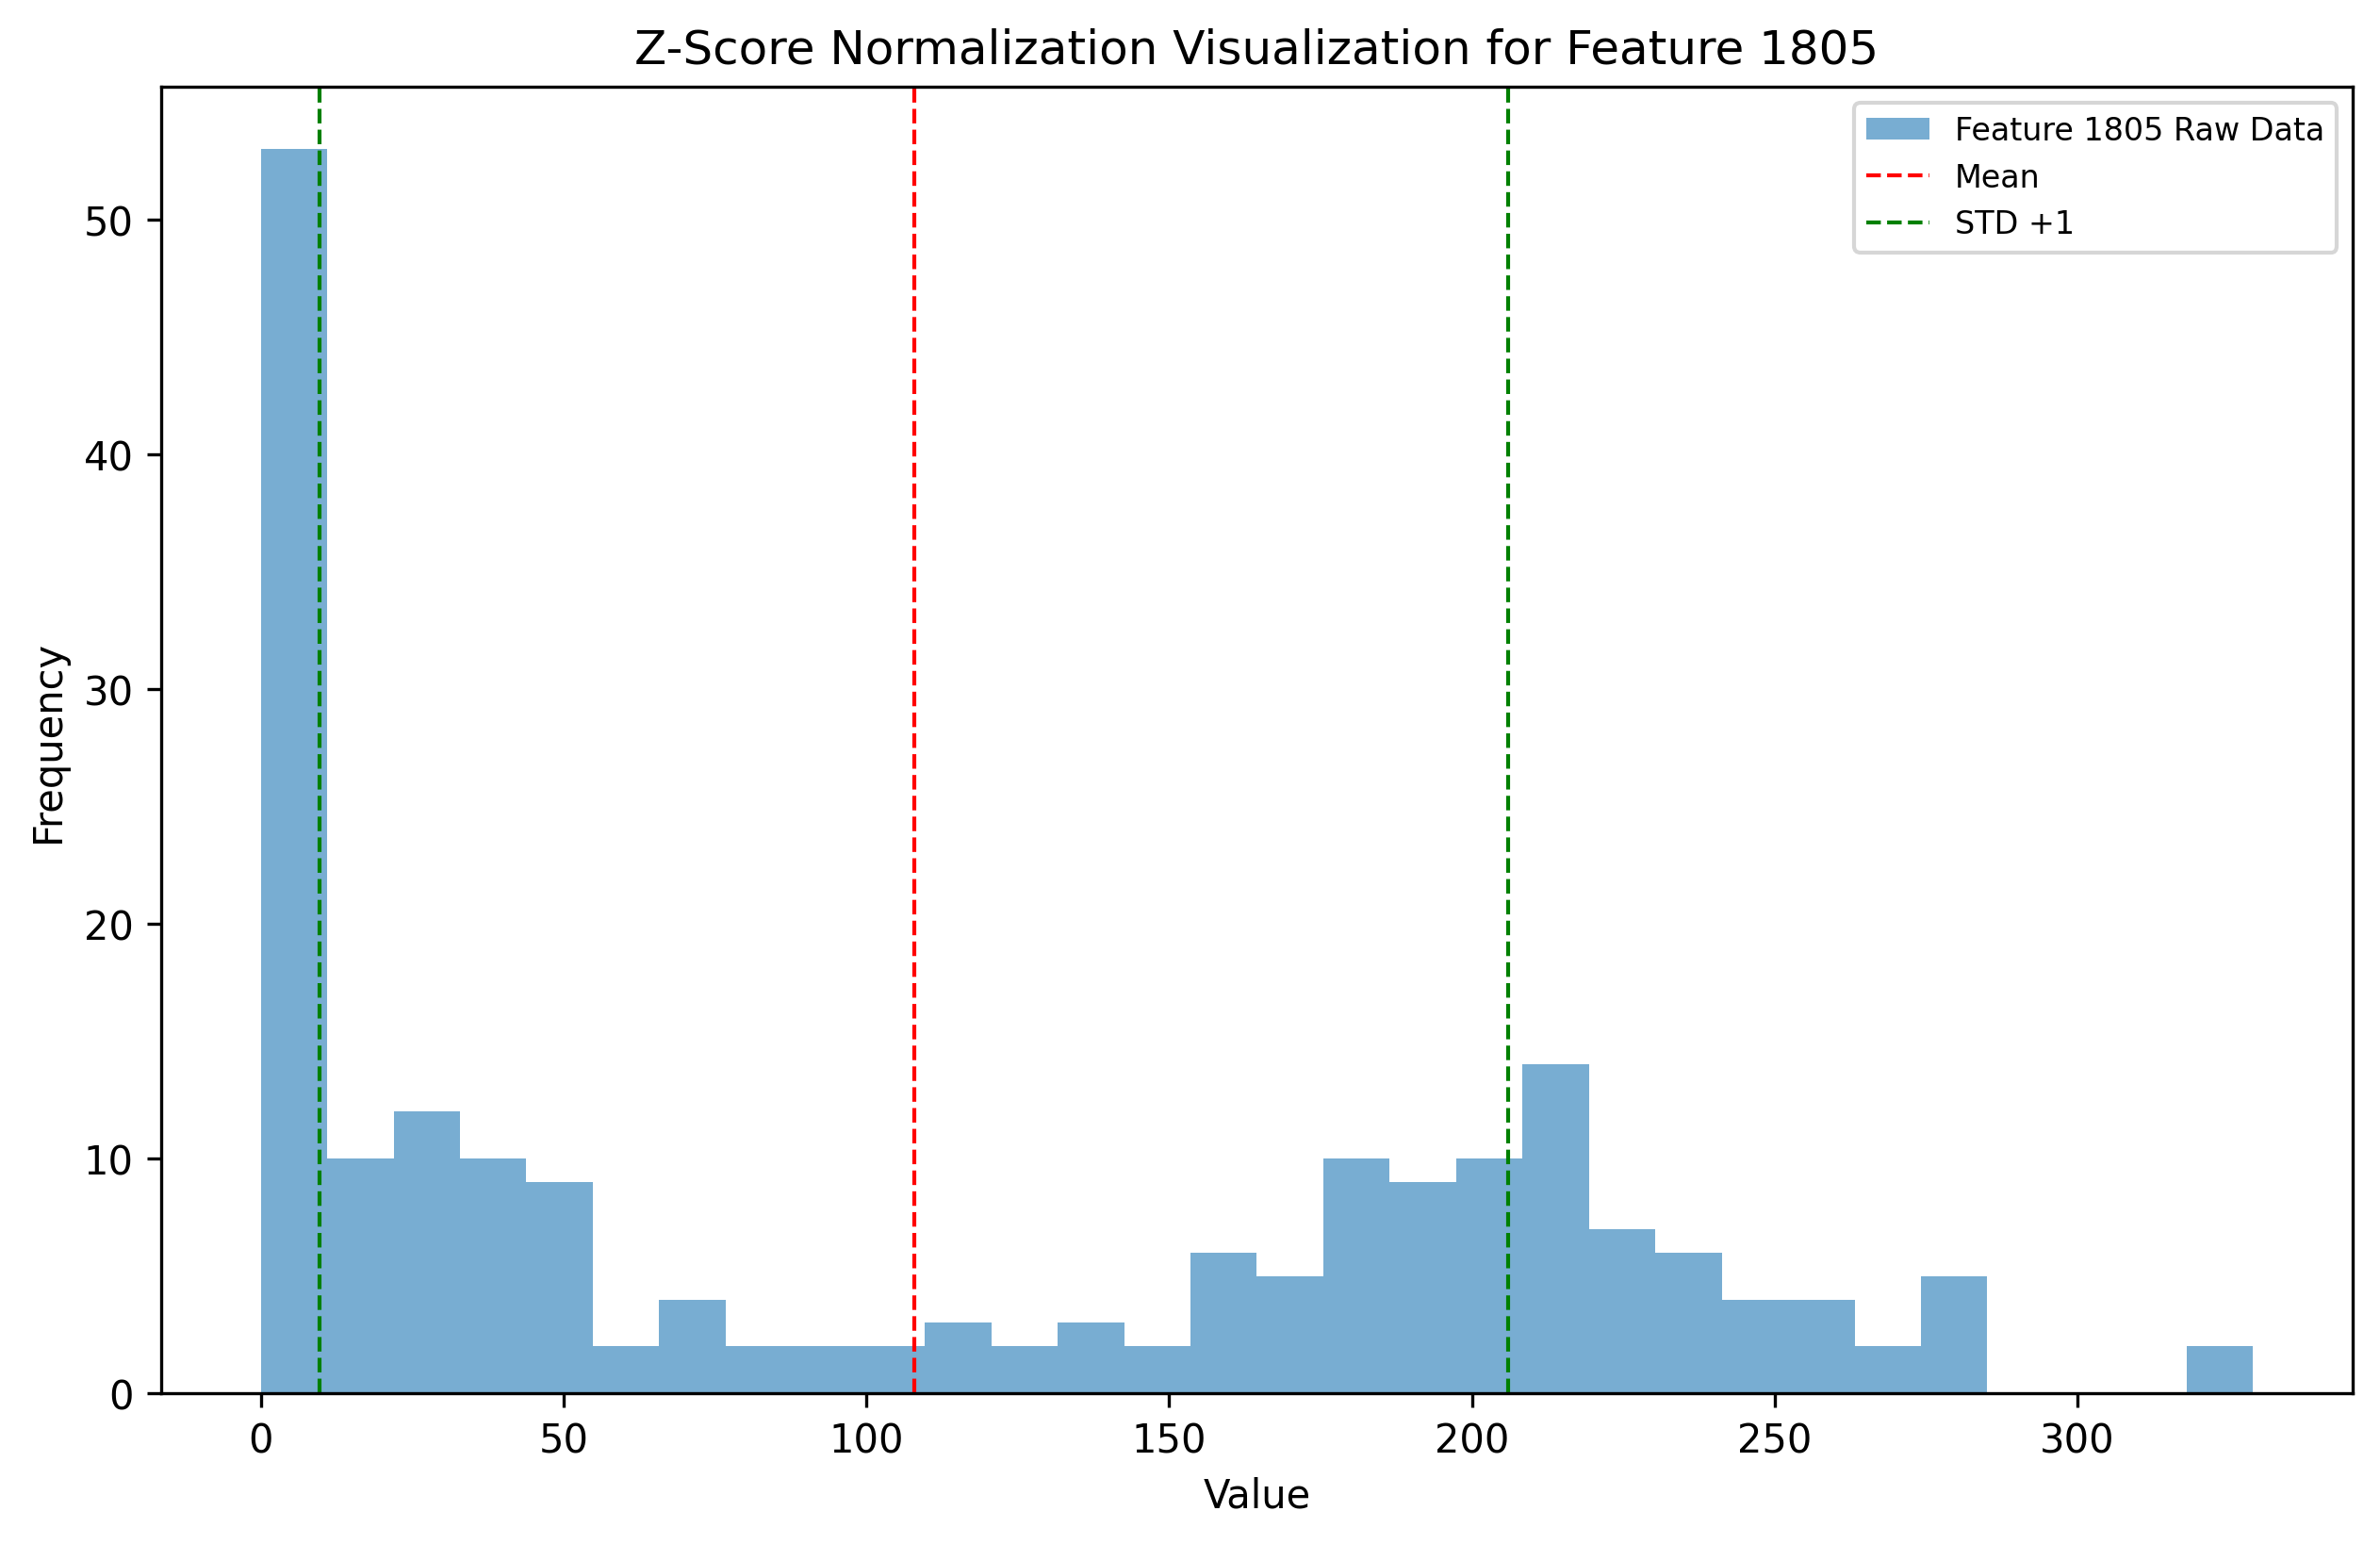 Z-Score Normalization Visualization for Feature 1805
Feature 1805 Raw Data
Mean
STD +1
Frequency
50
40
30
20
10
0
0 50 100 150 200 250 300
Value